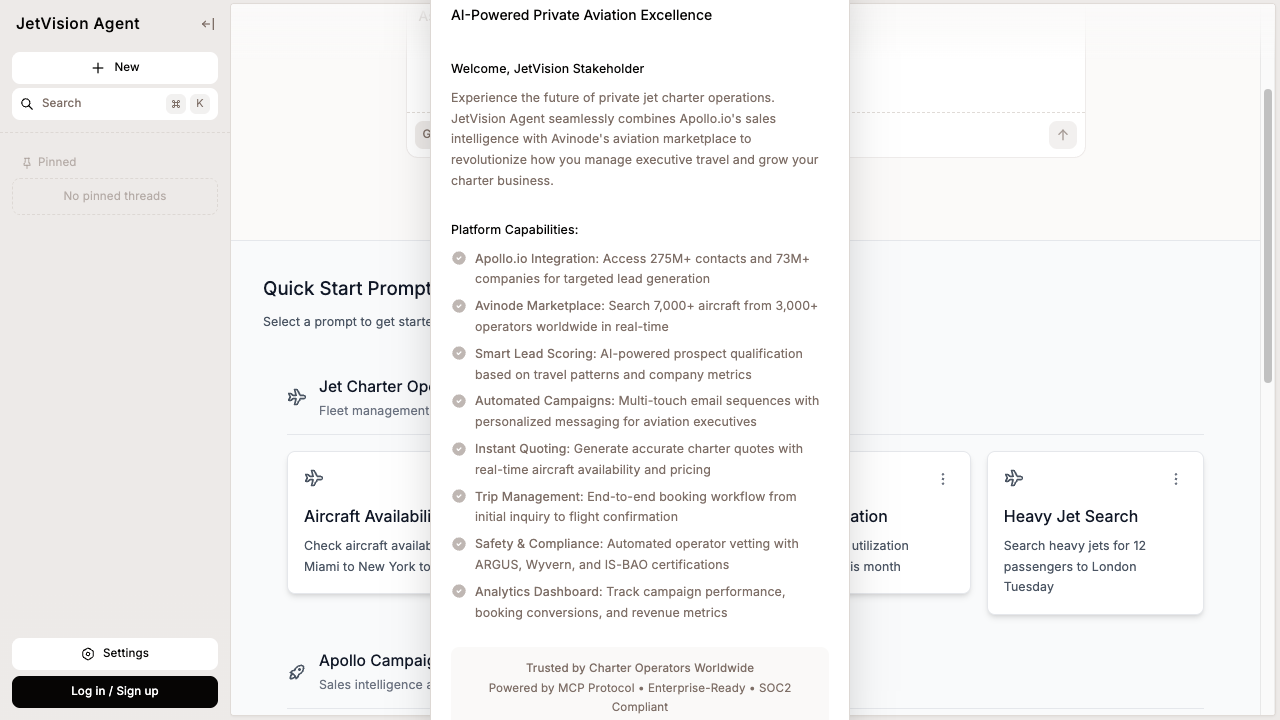 JetVision Agent
New
Search
⌘
K
Pinned
No pinned threads
Settings
Log in / Sign up
Quick Start Prompt
Select a prompt to get starte
Jet Charter Ope
Fleet management
Aircraft Availabili
Check aircraft availab
Miami to New York to
ation
utilization
is month
Heavy Jet Search
Search heavy jets for 12
passengers to London
Tuesday
Apollo Campaig
Sales intelligence a
AI-Powered Private Aviation Excellence
Welcome, JetVision Stakeholder
Experience the future of private jet charter operations.
JetVision Agent seamlessly combines Apollo.io's sales
intelligence with Avinode's aviation marketplace to
revolutionize how you manage executive travel and grow your
charter business.
Platform Capabilities:
Apollo.io Integration: Access 275M+ contacts and 73M+
companies for targeted lead generation
Avinode Marketplace: Search 7,000+ aircraft from 3,000+
operators worldwide in real-time
Smart Lead Scoring: AI-powered prospect qualification
based on travel patterns and company metrics
Automated Campaigns: Multi-touch email sequences with
personalized messaging for aviation executives
Instant Quoting: Generate accurate charter quotes with
real-time aircraft availability and pricing
Trip Management: End-to-end booking workflow from
initial inquiry to flight confirmation
Safety & Compliance: Automated operator vetting with
ARGUS, Wyvern, and IS-BAO certifications
Analytics Dashboard: Track campaign performance,
booking conversions, and revenue metrics
Trusted by Charter Operators Worldwide
Powered by MCP Protocol • Enterprise-Ready • SOC2
Compliant